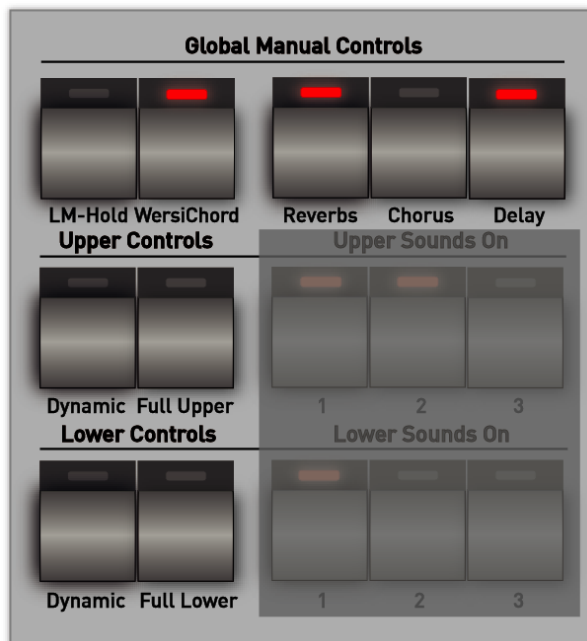 Global Manual Controls
LM-Hold WersiChord Reverbs Chorus Delay
Upper Controls Upper Sounds On
Dynamic Full Upper 1 2 3
Lower Controls Lower Sounds On
Dynamic Full Lower 1 2 3